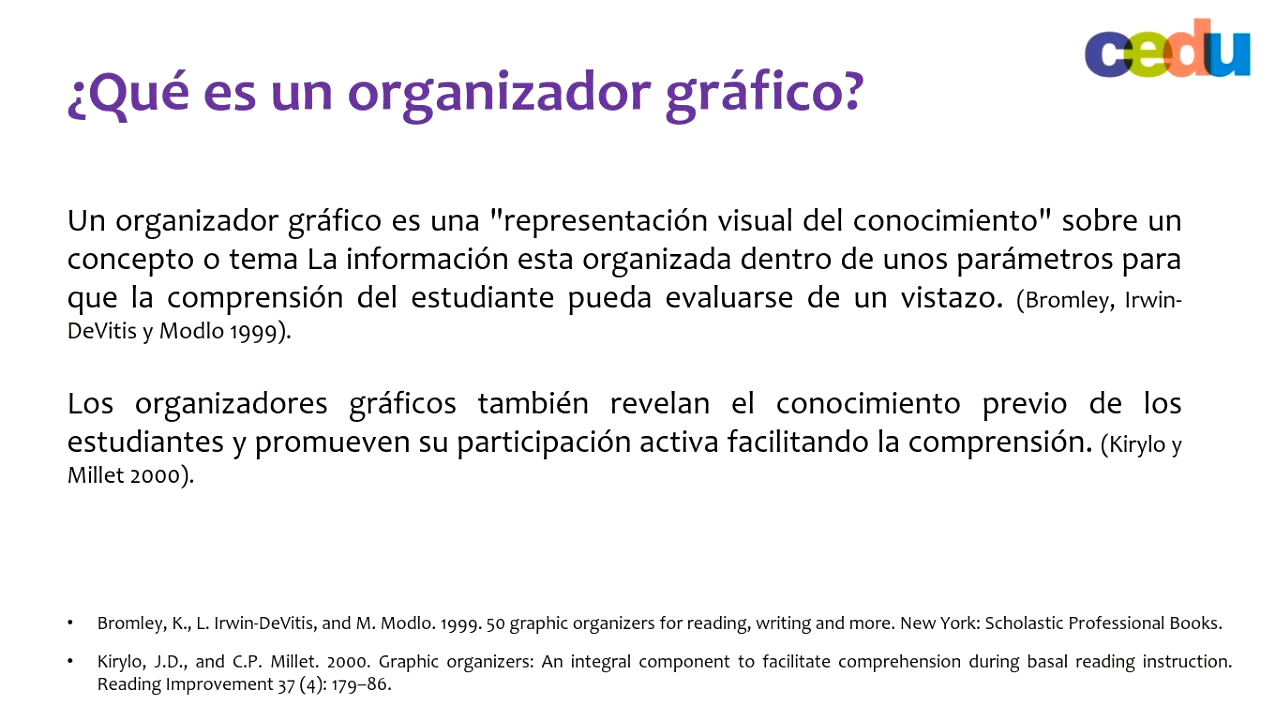 cedu
¿Qué es un organizador gráfico?
Un organizador gráfico es una "representación visual del conocimiento" sobre un
concepto o tema La información esta organizada dentro de unos parámetros para
que la comprensión del estudiante pueda evaluarse de un vistazo. (Bromley, Irwin-
DeVitis y Modlo 1999).
Los organizadores gráficos también revelan el conocimiento previo de los
estudiantes y promueven su participación activa facilitando la comprensión. (Kirylo y
Millet 2000).
• Bromley, K., L. Irwin-DeVitis, and M. Modlo. 1999. 50 graphic organizers for reading, writing and more. New York: Scholastic Professional Books.
• Kirylo, J.D., and C.P. Millet. 2000. Graphic organizers: An integral component to facilitate comprehension during basal reading instruction.
Reading Improvement 37 (4): 179–86.